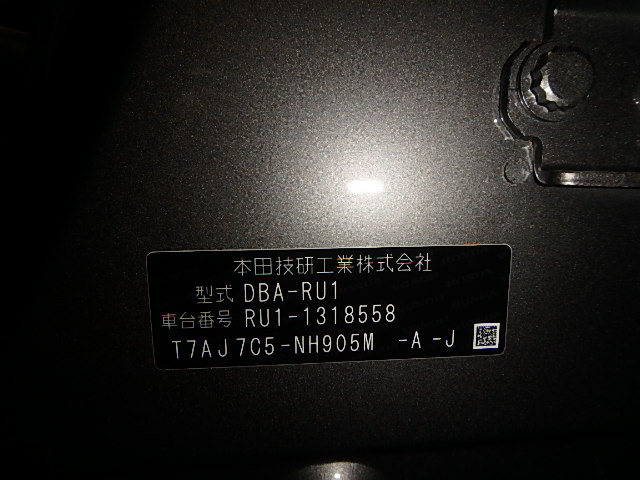 本田技研工業株式会社
型式 DBA-RU1
車台番号 RU1-1318558
T7AJ7C5-NH905M -A-J